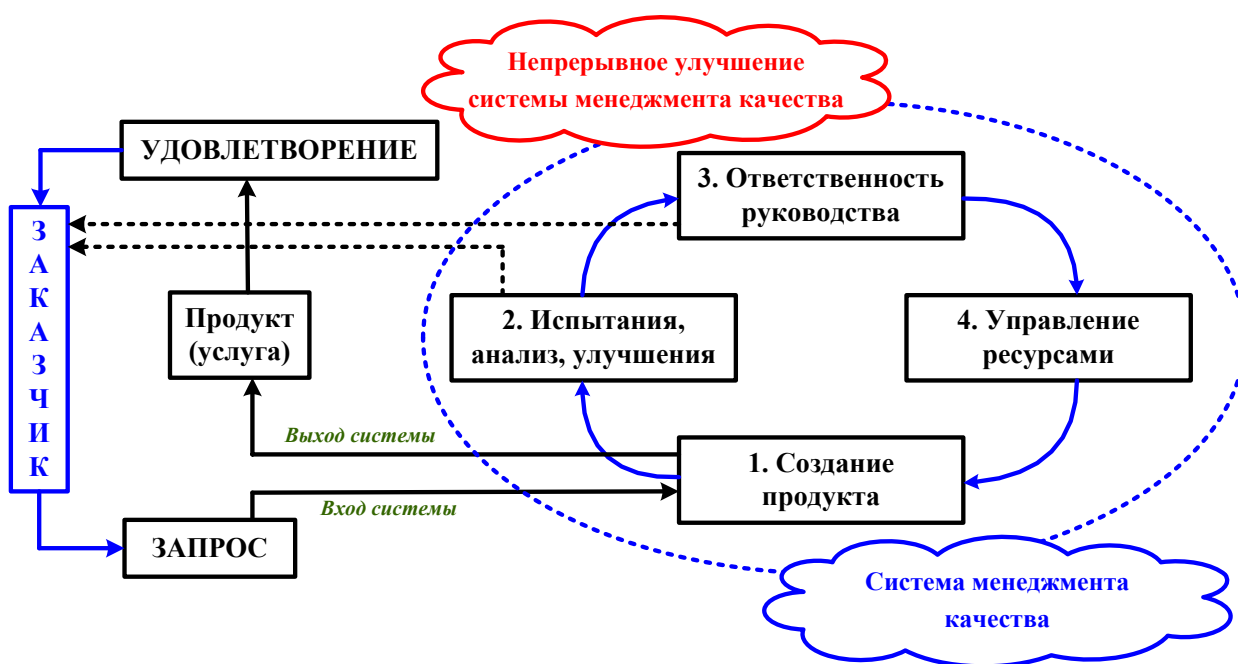 Непрерывное улучшение
системы менеджмента качества
УДОВЛЕТВОРЕНИЕ
3. Ответственность
руководства
ЗАКАЗЧИК
Продукт
(услуга)
2. Испытания,
анализ, улучшения
4. Управление
ресурсами
Выход системы
1. Создание
продукта
Вход системы
ЗАПРОС
Система менеджмента
качества